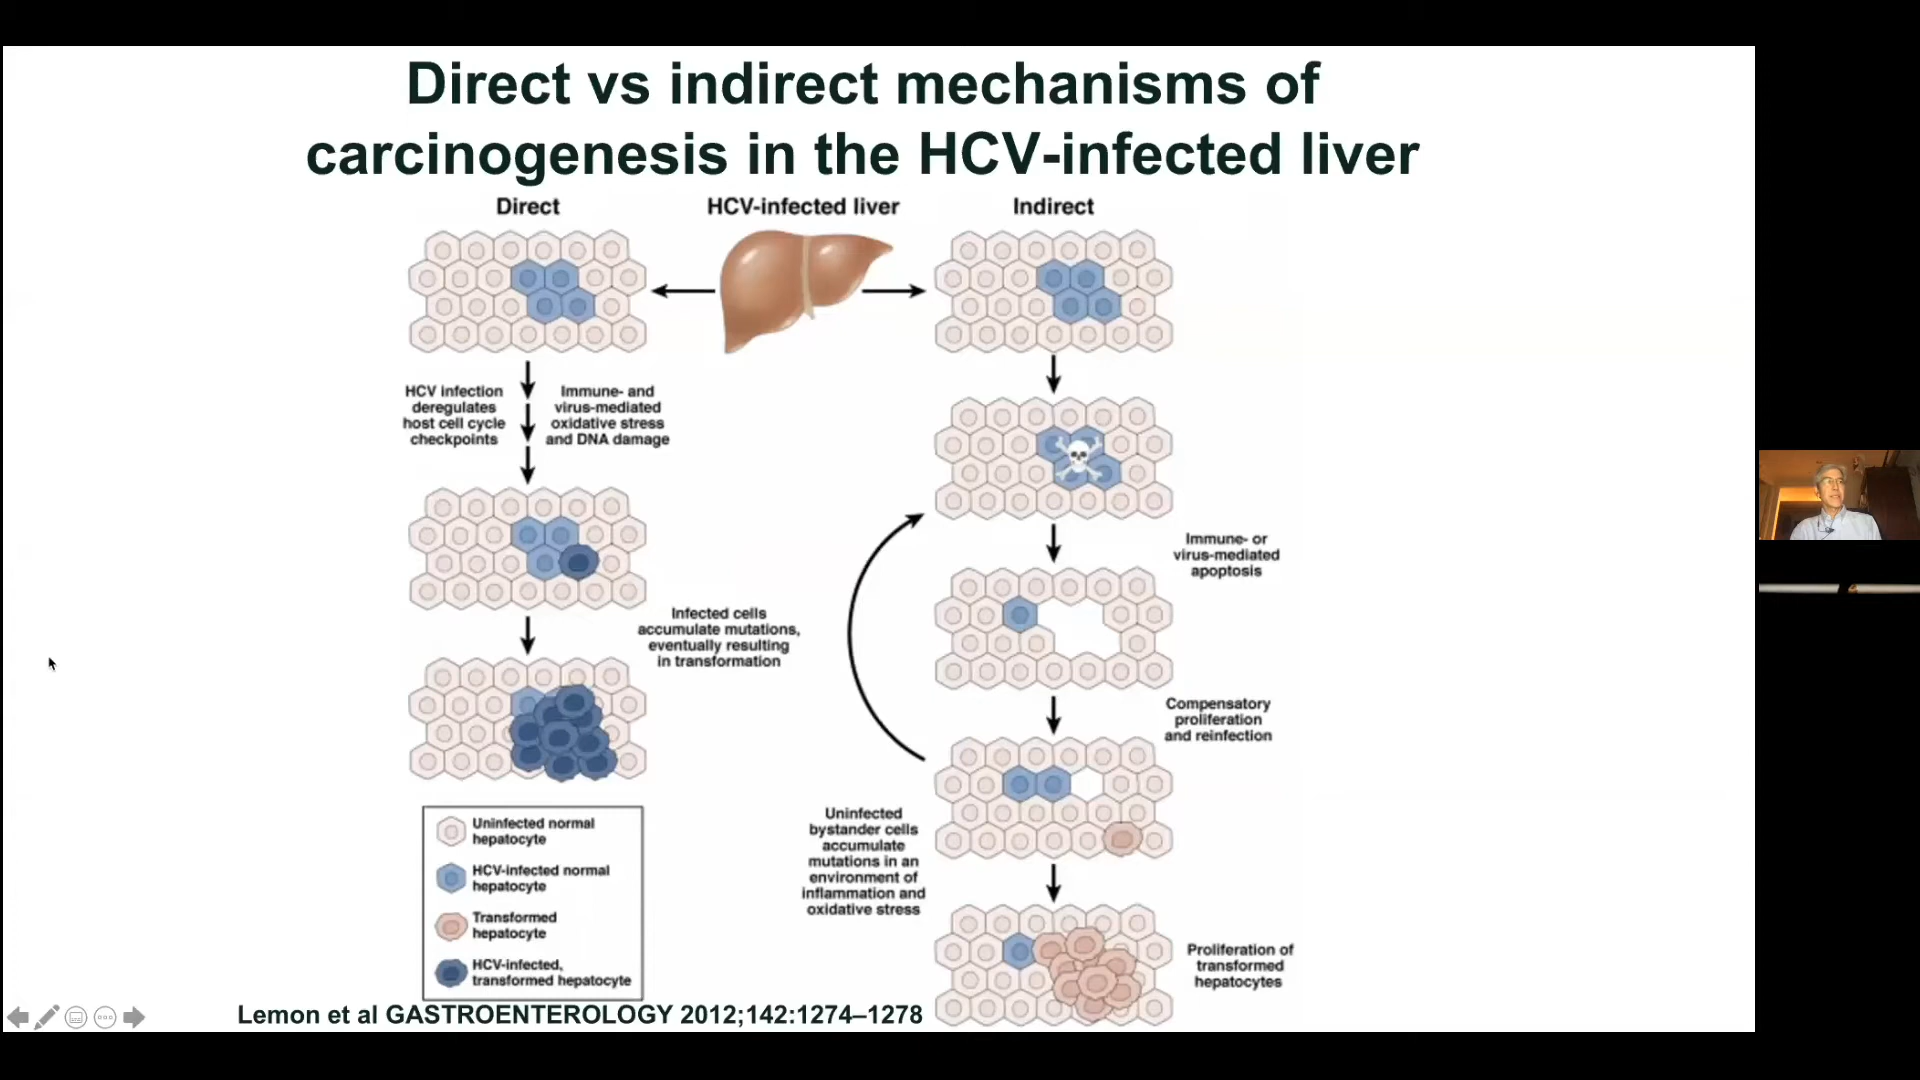 Direct vs indirect mechanisms of
carcinogenesis in the HCV-infected liver
Direct
HCV-infected liver
Indirect
HCV infection
deregulates
host cell cycle
checkpoints
Immune- and
virus-mediated
oxidative stress
and DNA damage
Infected cells
accumulate mutations,
eventually resulting
in transformation
Immune- or
virus-mediated
apoptosis
Compensatory
proliferation
and reinfection
Uninfected
bystander cells
accumulate
mutations in an
environment of
inflammation and
oxidative stress
Proliferation of
transformed
hepatocytes
Uninfected normal
hepatocyte
HCV-infected normal
hepatocyte
Transformed
hepatocyte
HCV-infected,
transformed hepatocyte
Lemon et al GASTROENTEROLOGY 2012;142:1274–1278